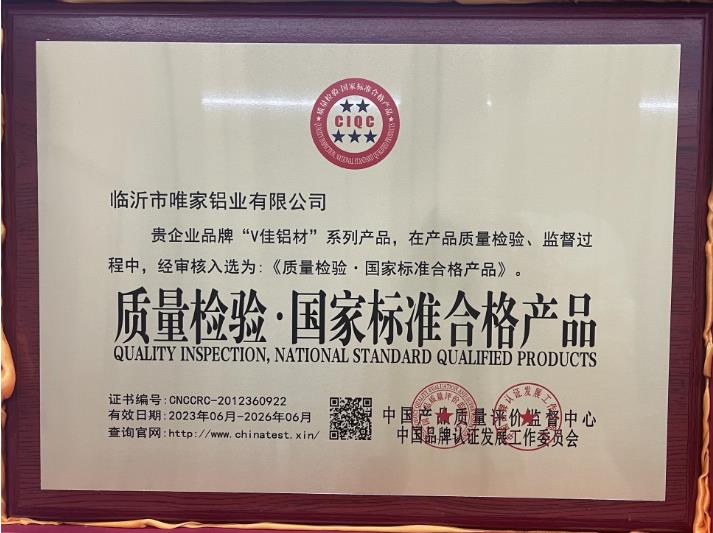 质量检验·国家标准合格产品
CIQC
QUALITY INSPECTION, NATIONAL STANDARD QUALIFIED PRODUCTS
临沂市唯家铝业有限公司
贵企业品牌“V佳铝材”系列产品，在产品质量检验、监督过
程中，经审核入选为:《质量检验·国家标准合格产品》。
质量检验·国家标准合格产品
QUALITY INSPECTION, NATIONAL STANDARD QUALIFIED PRODUCTS
证书编号:CNCCRC-2012360922
有效日期:2023年06月-2026年06月
查询官网:http://www.chinatest.xin/
中国产品质量评价监督中心
中国品牌认证发展工作委员会